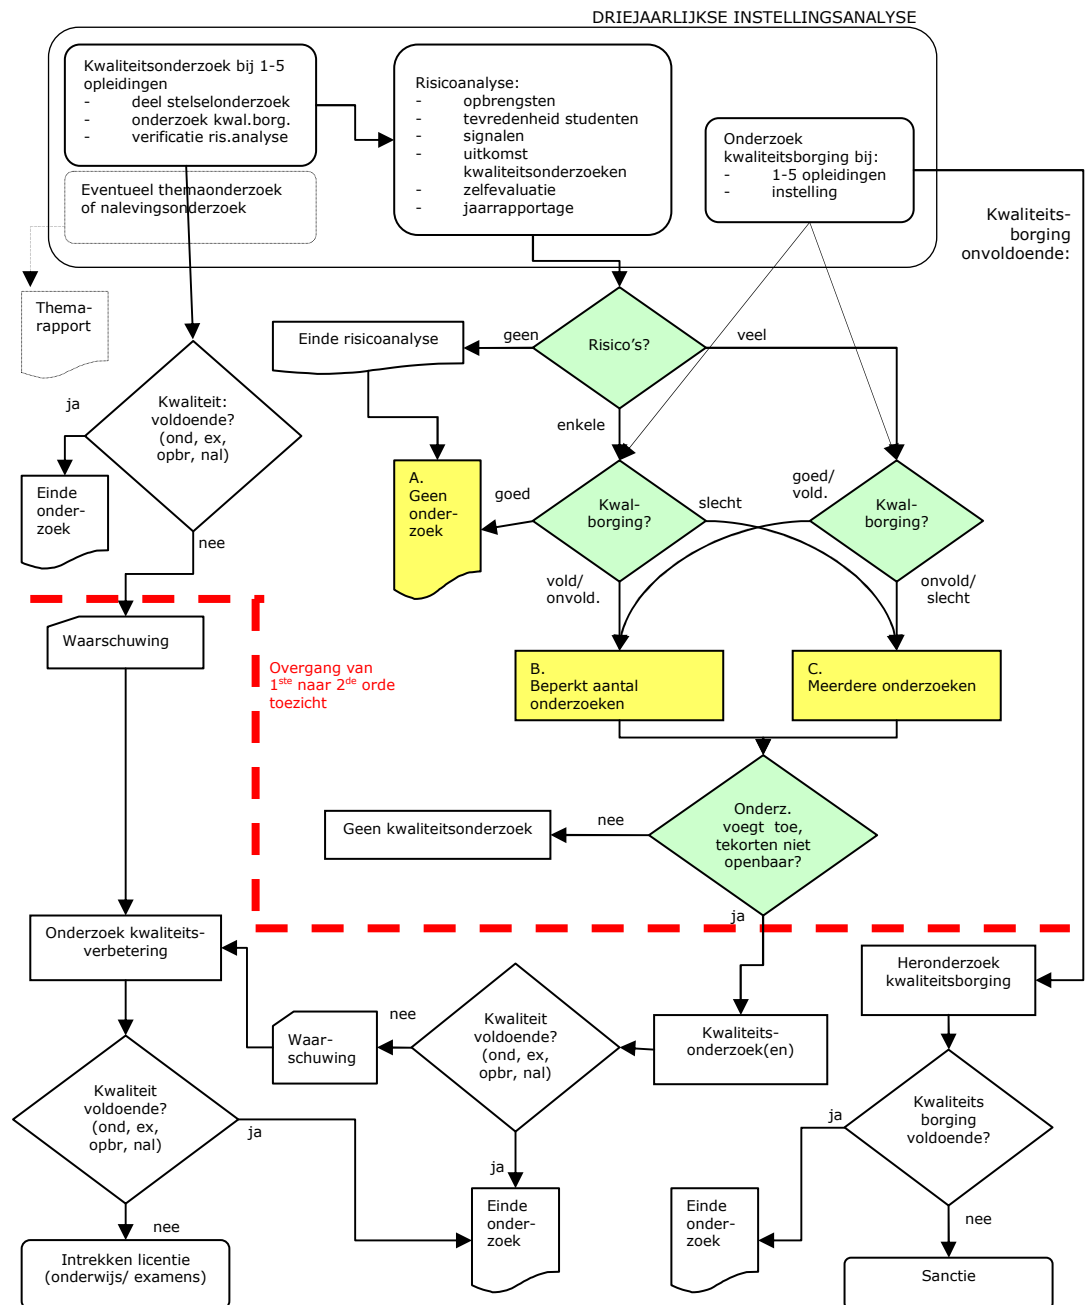 DRIEJAARLIJKSE INSTELLINGSANALYSE
Kwaliteitsonderzoek bij 1-5
opleidingen
- deel stelselonderzoek
- onderzoek kwal.borg.
- verificatie ris.analyse
Eventueel themaonderzoek
of nalevingsonderzoek
Risicoanalyse:
- opbrengsten
- tevredenheid studenten
- signalen
- uitkomst
kwaliteitsonderzoeken
- zelfevaluatie
- jaarrapportage
Onderzoek
kwaliteitsborging bij:
- 1-5 opleidingen
- instelling
Kwaliteits-
borging
onvoldoende:
Thema-
rapport
Einde risicoanalyse
geen
Risico's?
veel
enkele
ja
Kwaliteit:
voldoende?
(ond, ex,
opbr, nal)
nee
Einde
onder-
zoek
A.
Geen
onder-
zoek
goed
Kwal-
borging?
slecht
vold/
onvold.
goed/
vold.
Kwal-
borging?
onvold/
slecht
Waarschuwing
Overgang van
1ste naar 2de orde
toezicht
B.
Beperkt aantal
onderzoeken
C.
Meerdere onderzoeken
Onderz.
voegt toe,
tekorten niet
openbaar?
nee
Geen kwaliteitsonderzoek
ja
Onderzoek kwaliteits-
verbetering
Kwaliteits-
onderzoek(en)
Kwaliteit
voldoende?
(ond, ex,
opbr, nal)
nee
Waar-
schuwing
ja
Einde
onder-
zoek
Kwaliteit
voldoende?
(ond, ex,
opbr, nal)
ja
nee
Intrekken licentie
(onderwijs/ examens)
Heronderzoek
kwaliteitsborging
Kwaliteits
borging
voldoende?
ja
Einde
onder-
zoek
nee
Sanctie